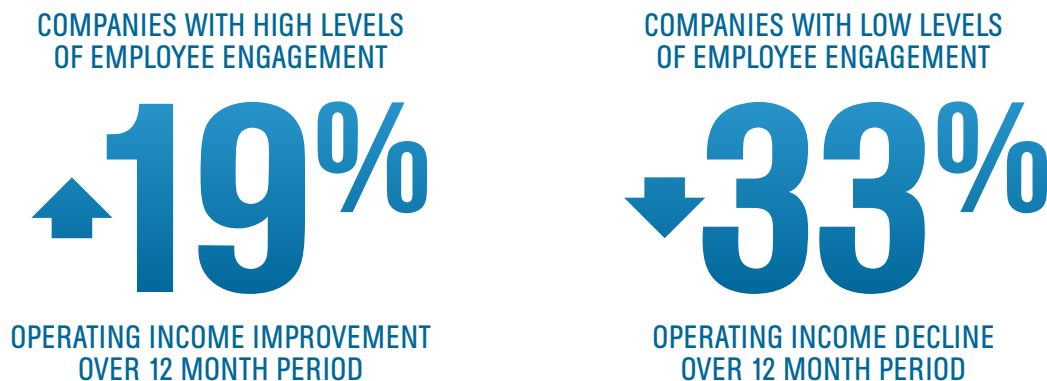 COMPANIES WITH HIGH LEVELS
OF EMPLOYEE ENGAGEMENT
19%
OPERATING INCOME IMPROVEMENT
OVER 12 MONTH PERIOD
COMPANIES WITH LOW LEVELS
OF EMPLOYEE ENGAGEMENT
33%
OPERATING INCOME DECLINE
OVER 12 MONTH PERIOD